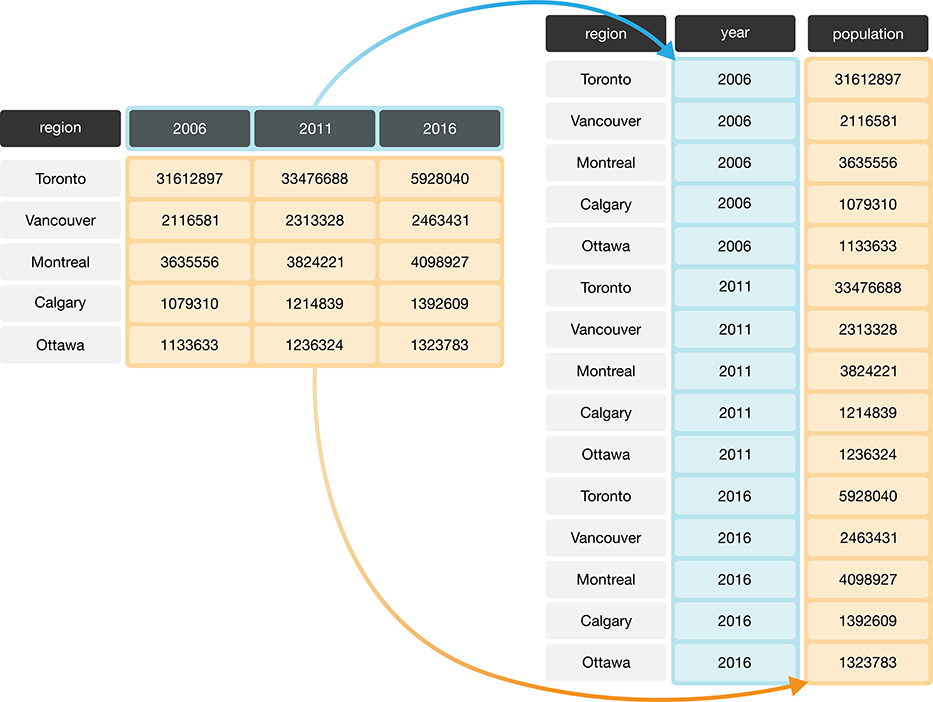 region 2006 2011 2016
Toronto 31612897 33476688 5928040
Vancouver 2116581 2313328 2463431
Montreal 3635556 3824221 4098927
Calgary 1079310 1214839 1392609
Ottawa 1133633 1236324 1323783
region year population
Toronto 2006 31612897
Vancouver 2006 2116581
Montreal 2006 3635556
Calgary 2006 1079310
Ottawa 2006 1133633
Toronto 2011 33476688
Vancouver 2011 2313328
Montreal 2011 3824221
Calgary 2011 1214839
Ottawa 2011 1236324
Toronto 2016 5928040
Vancouver 2016 2463431
Montreal 2016 4098927
Calgary 2016 1392609
Ottawa 2016 1323783